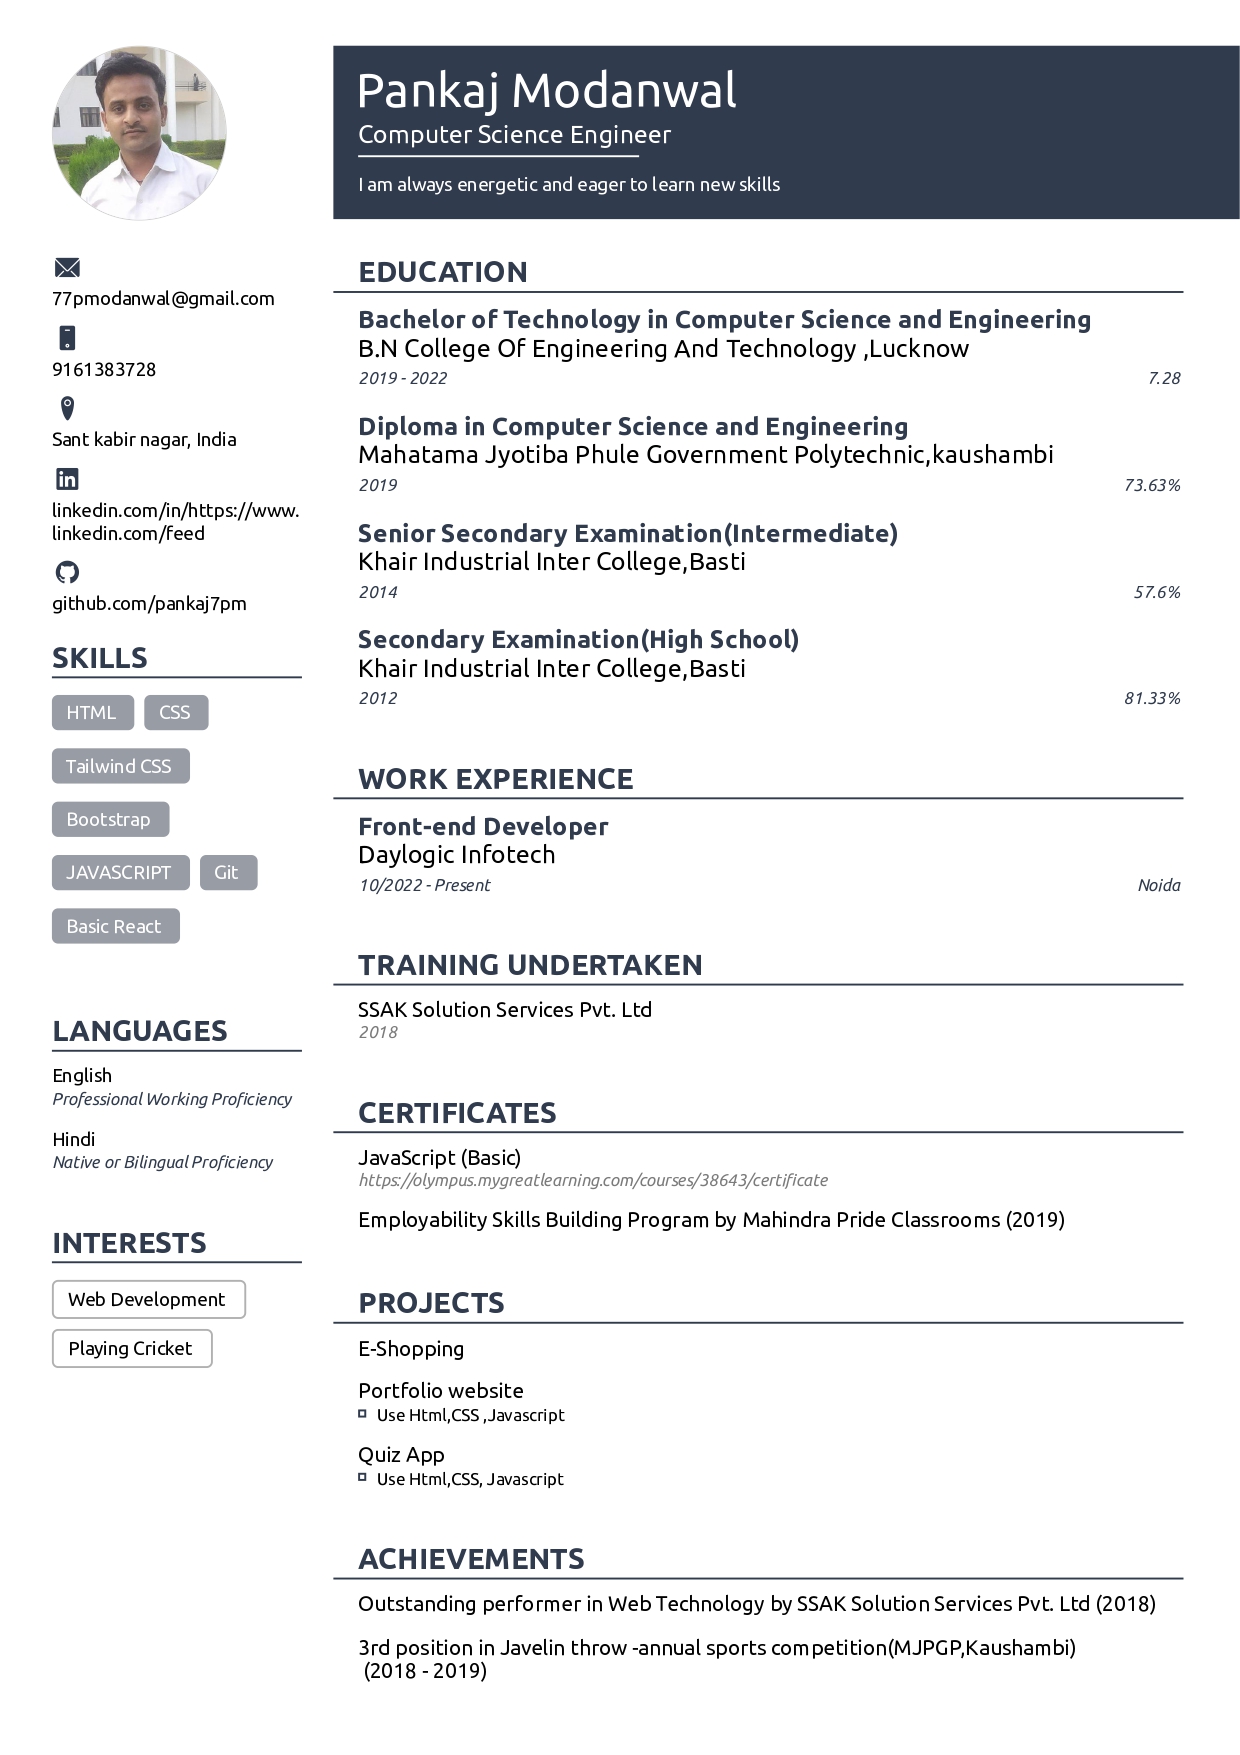 Pankaj Modanwal
Computer Science Engineer
I am always energetic and eager to learn new skills
77pmodanwal@gmail.com
9161383728
Sant kabir nagar, India
linkedin.com/in/https://www.
linkedin.com/feed
github.com/pankaj7pm
SKILLS
HTML CSS
Tailwind CSS
Bootstrap
JAVASCRIPT Git
Basic React
LANGUAGES
English
Professional Working Proficiency
Hindi
Native or Bilingual Proficiency
INTERESTS
Web Development
Playing Cricket
EDUCATION
Bachelor of Technology in Computer Science and Engineering
B.N College Of Engineering And Technology ,Lucknow
2019 - 2022 7.28
Diploma in Computer Science and Engineering
Mahatama Jyotiba Phule Government Polytechnic,kaushambi
2019 73.63%
Senior Secondary Examination(Intermediate)
Khair Industrial Inter College,Basti
2014 57.6%
Secondary Examination(High School)
Khair Industrial Inter College,Basti
2012 81.33%
WORK EXPERIENCE
Front-end Developer
Daylogic Infotech
10/2022 - Present Noida
TRAINING UNDERTAKEN
SSAK Solution Services Pvt. Ltd
2018
CERTIFICATES
JavaScript (Basic)
https://olympus.mygreatlearning.com/courses/38643/certificate
Employability Skills Building Program by Mahindra Pride Classrooms (2019)
PROJECTS
E-Shopping
Portfolio website
Use Html,CSS ,Javascript
Quiz App
Use Html,CSS, Javascript
ACHIEVEMENTS
Outstanding performer in Web Technology by SSAK Solution Services Pvt. Ltd (2018)
3rd position in Javelin throw -annual sports competition(MJPGP,Kaushambi)
(2018 - 2019)